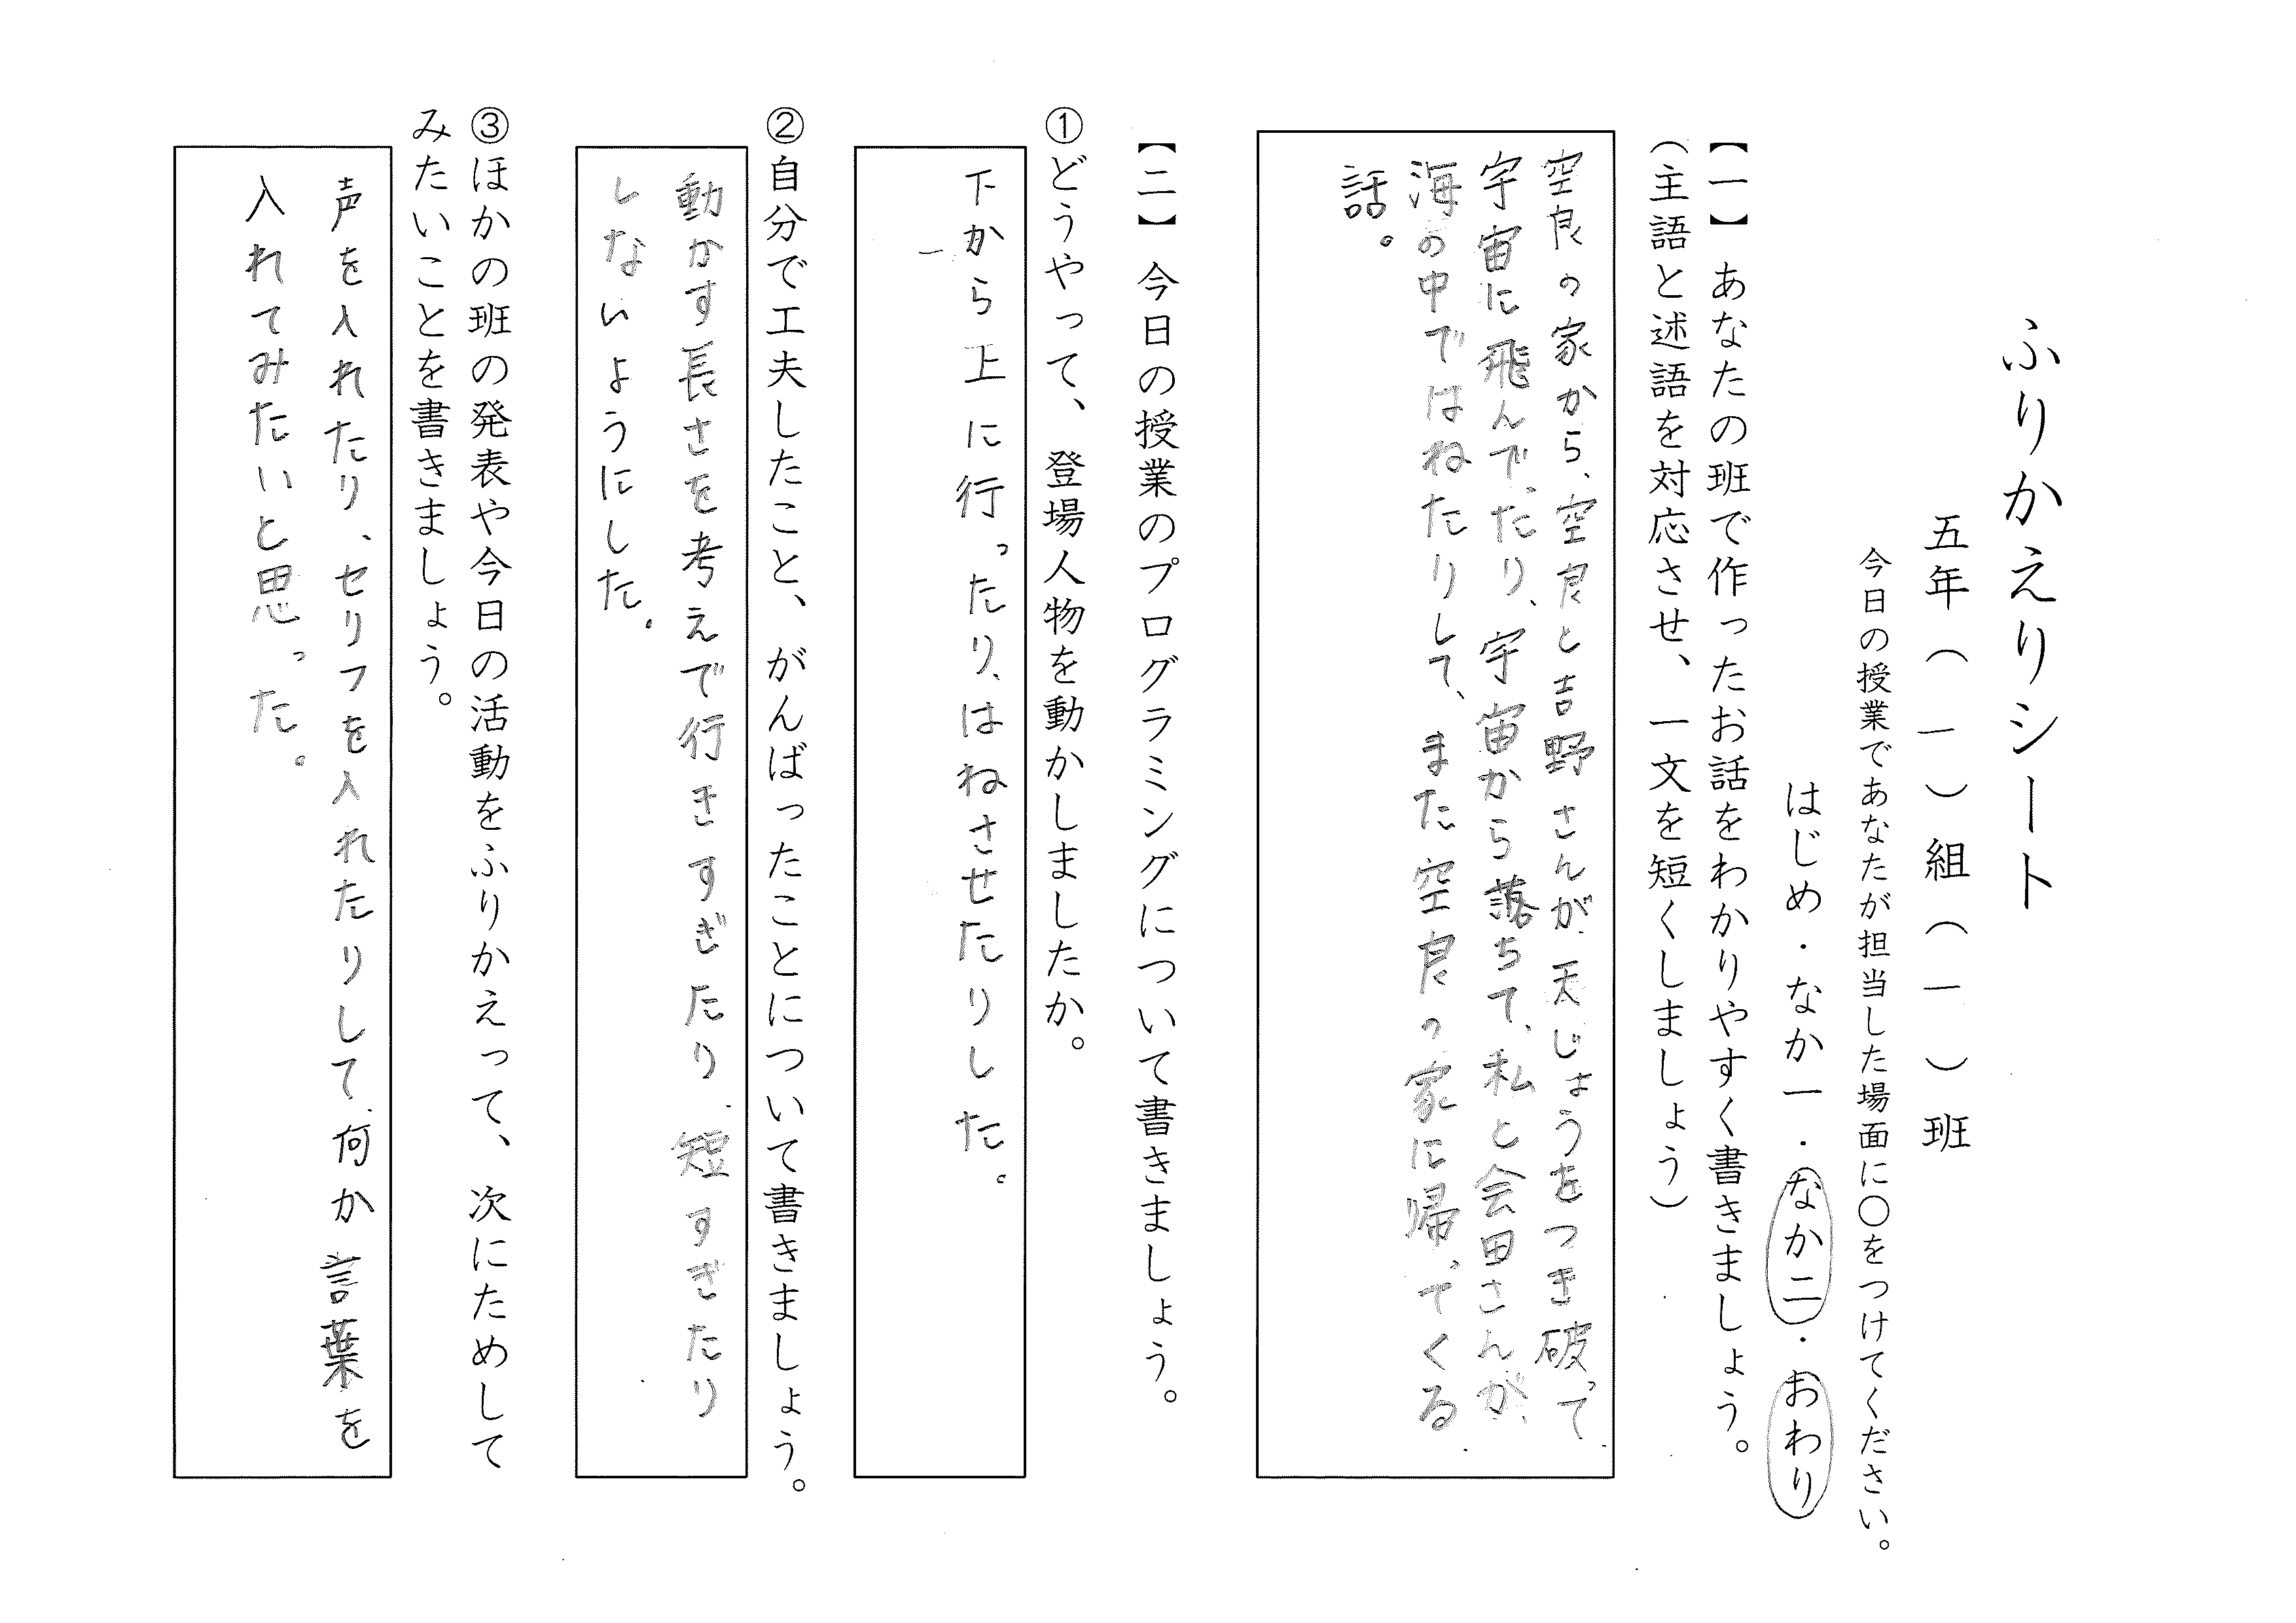 ふりかえりシート
五年(一)組(一)班
今日の授業であなたが担当した場面に○をつけてください。
はじめ・なか一・なか二・おわり
【一】あなたの班で作ったお話をわかりやすく書きましょう。
(主語と述語を対応させ、一文を短くしましょう)
空良の家から、空良と吉野さんが天じょうをつき破って
宇宙に飛んでったり、宇宙から落ちて、私と会田さんが、
海の中ではねたりして、また空良の家に帰ってくる
話。
【二】今日の授業のプログラミングについて書きましょう。
①どうやって、登場人物を動かしましたか。
下から上に行ったり、はねさせたりした。
②自分で工夫したこと、がんばったことについて書きましょう。
動かす長さを考えて行きすぎたり、短すぎたり
しないようにした。
③ほかの班の発表や今日の活動をふりかえって、次にためして
みたいことを書きましょう。
声を入れたり、セリフを入れたりして、何か言葉を
入れてみたいと思った。